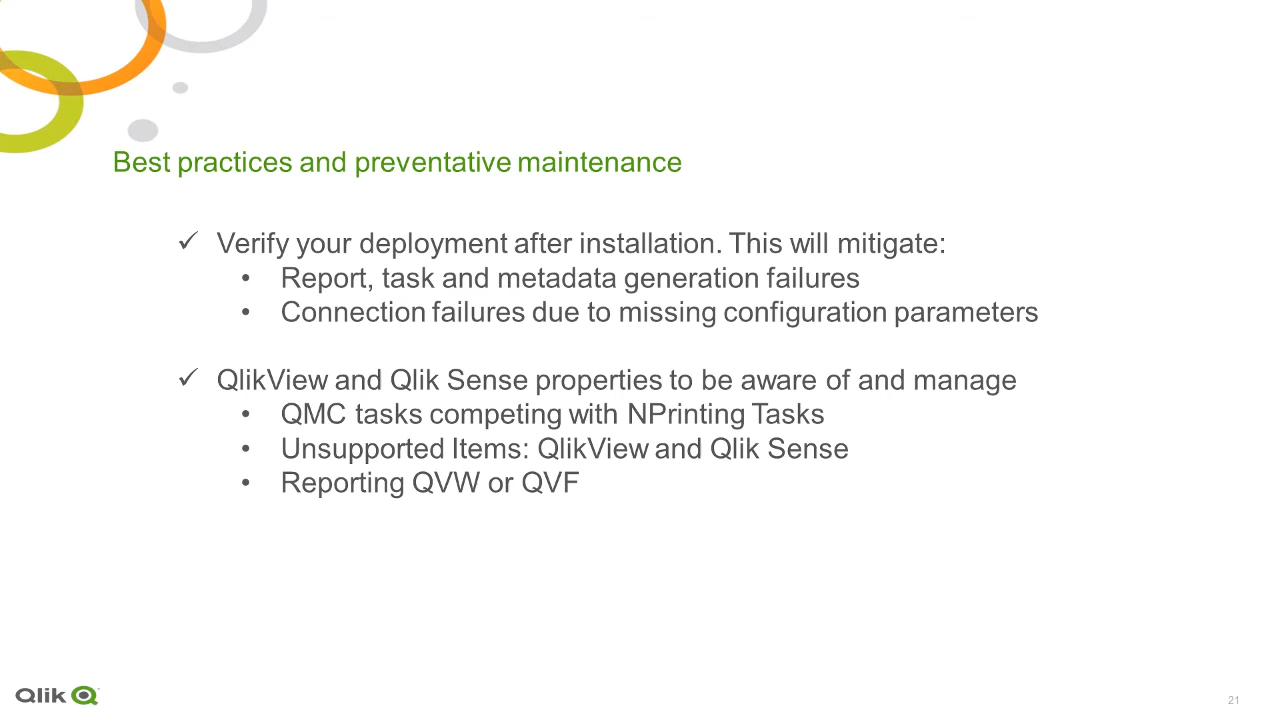 Best practices and preventative maintenance
✓ Verify your deployment after installation. This will mitigate:
• Report, task and metadata generation failures
• Connection failures due to missing configuration parameters
✓ QlikView and Qlik Sense properties to be aware of and manage
• QMC tasks competing with NPrinting Tasks
• Unsupported Items: QlikView and Qlik Sense
• Reporting QVW or QVF
Qlik
21